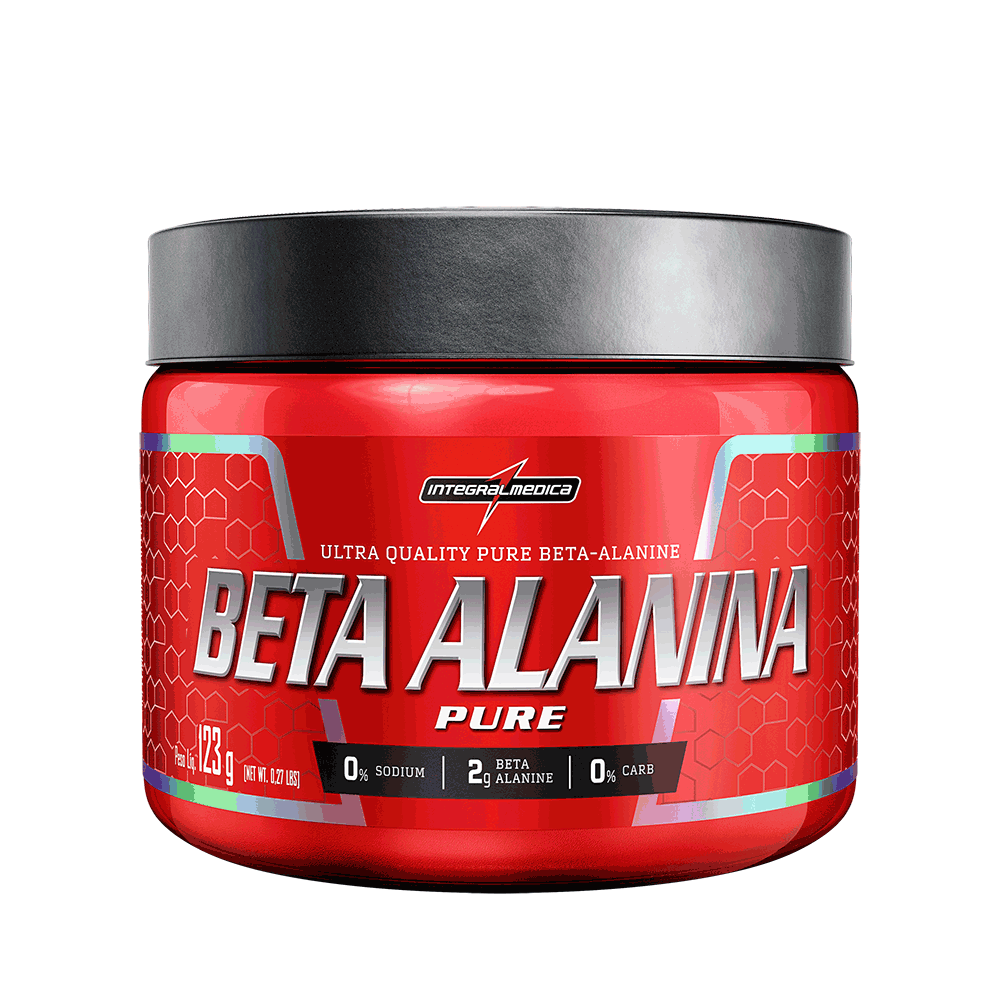 INTEGRALMEDICA
ULTRA QUALITY PURE BETA-ALANINE
BETA ALANINA
PURE
Peso Líq. 123 g (NET WT. 0,27 LBS)
0% SODIUM | 2g BETA ALANINE | 0% CARB